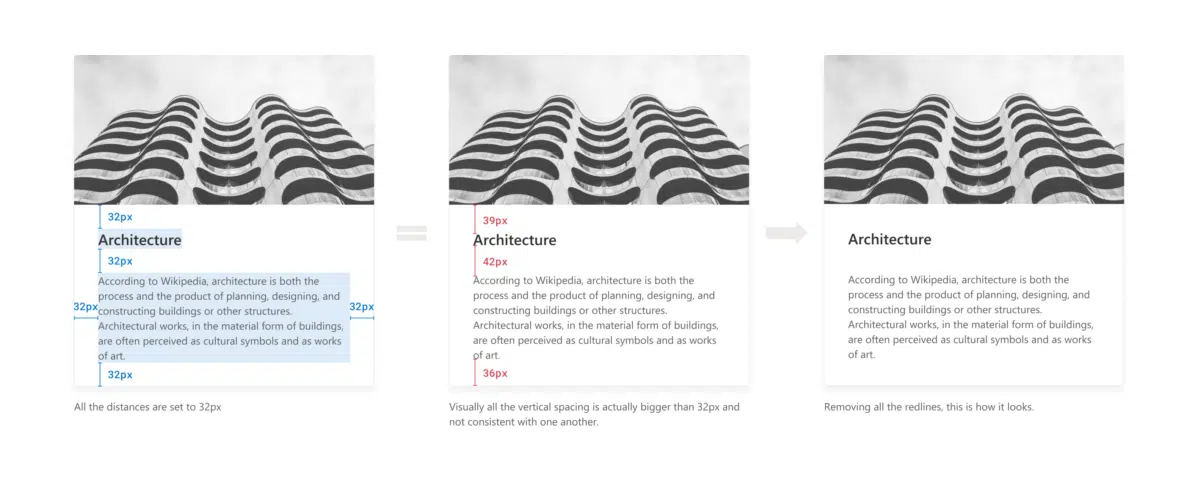 32px
Architecture
32px
According to Wikipedia, architecture is both the
process and the product of planning, designing, and
32px
32px
constructing buildings or other structures.
Architectural works, in the material form of buildings,
are often perceived as cultural symbols and as works
of art.
32px
All the distances are set to 32px
39px
Architecture
42px
According to Wikipedia, architecture is both the
process and the product of planning, designing, and
constructing buildings or other structures.
Architectural works, in the material form of buildings,
are often perceived as cultural symbols and as works
of art.
36px
Visually all the vertical spacing is actually bigger than 32px and
not consistent with one another.
Architecture
According to Wikipedia, architecture is both the
process and the product of planning, designing, and
constructing buildings or other structures.
Architectural works, in the material form of buildings,
are often perceived as cultural symbols and as works
of art.
Removing all the redlines, this is how it looks.